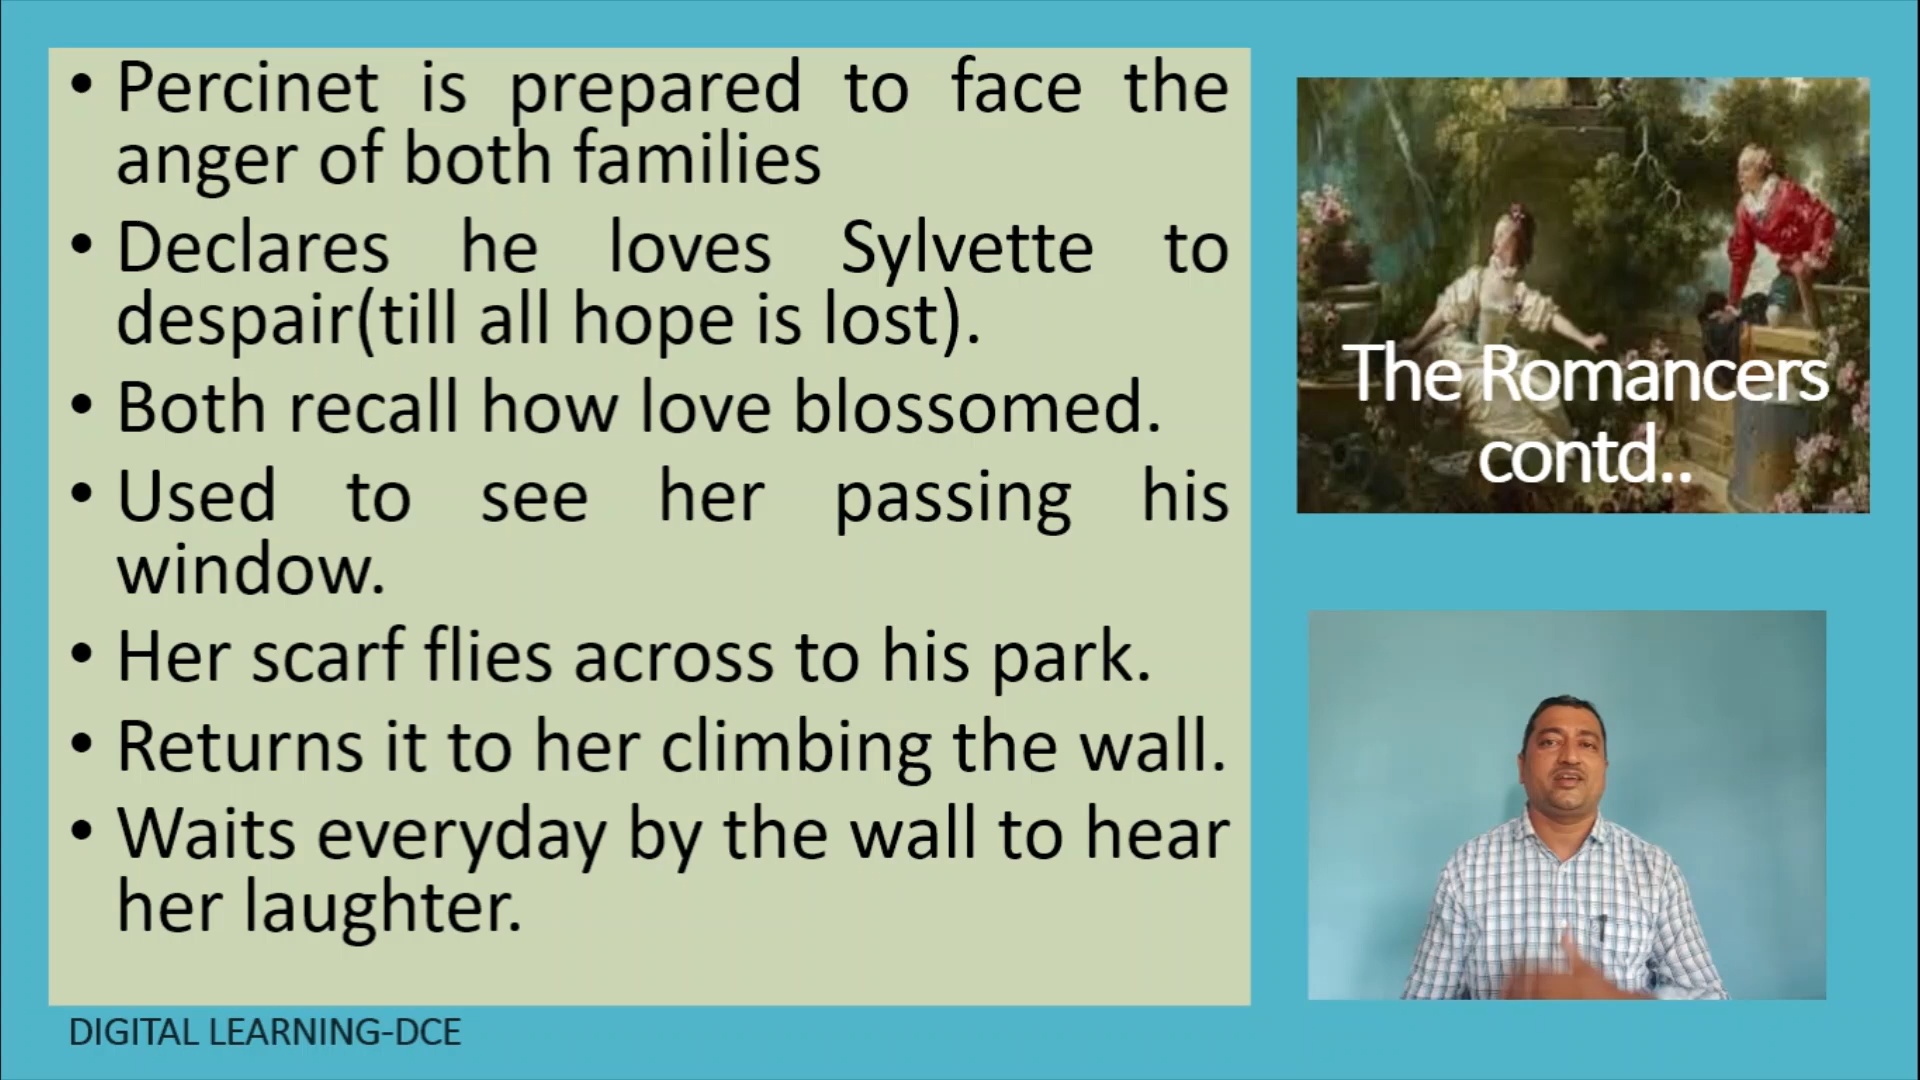 • Percinet is prepared to face the
anger of both families
• Declares he loves Sylvette to
despair(till all hope is lost).
• Both recall how love blossomed.
• Used to see her passing his
window.
• Her scarf flies across to his park.
• Returns it to her climbing the wall.
• Waits everyday by the wall to hear
her laughter.
The Romancers
contd..
DIGITAL LEARNING-DCE